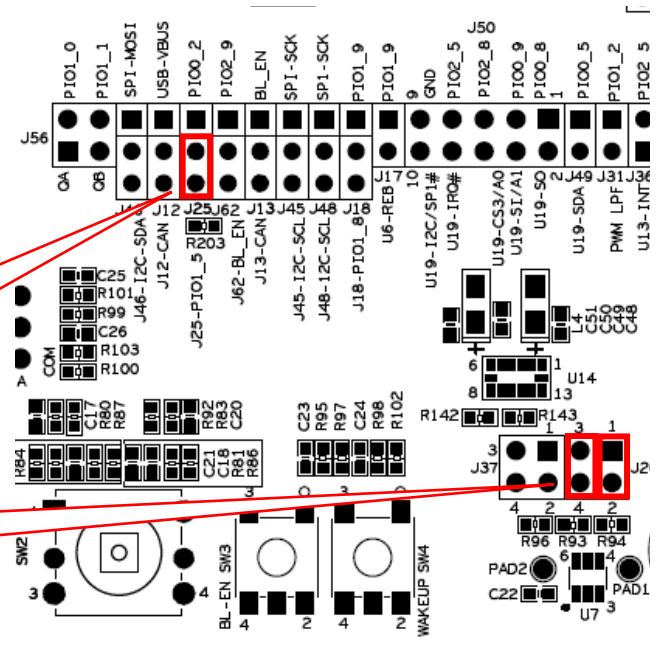 J50
PIO1_0
PIO1_1
SPI-MOSI
USB-VBUS
PIO0_2
PIO2_9
BL_EN
SPI-SCK
SP1-SCK
PIO1_9
PIO1_9
9
GND
PIO2_5
PIO2_8
PIO0_9
PIO0_8
1
PIO0_5
PIO1_2
PIO2_5
J56
QA
QB
J12
J25
J62
J13
J45
J48
J18
J17
10
2
J49
J31
J36
R203
J46-I2C-SDA
J12-CAN
J25-PIO1_5
J62-BL_EN
J13-CAN
J45-I2C-SCL
J48-I2C-SCL
J18-PIO1_8
U6-REB
U19-I2C/SP1#
U19-IRQ#
U19-CS3/A0
U19-SI/A1
U19-SO
U19-SDA
PWM LPF
U13-INT
C25
R101
R99
C26
R103
R100
COM
A
L4
C51
C50
C49
C48
+ +
6 1
8 13
U14
C17
R80
R87
R92
R83
C20
C23
R95
R97
C24
R98
R102
R142
R143
3
1
3
1
J37
4
2
4
2
R84
C21
C18
R81
R86
R96
R93
R94
SW2
3
4
3
3
BL-EN SW3
WAKEUP SW4
4
2
4
2
PAD2
6
4
PAD1
C22
U7
3